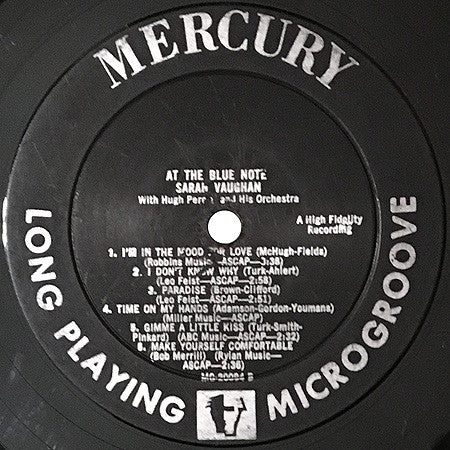 MERCURY
AT THE BLUE NOTE
SARAH VAUGHAN
With Hugh and His Orchestra
A High Fidelity
Recording
1. I'M IN THE MOOD FOR LOVE (McHugh-Fields)
(Robbins Music—ASCAP—3:38)
2. I DON'T KNOW WHY (Turk-Ahlert)
(Leo Feist—ASCAP—2:58)
3. PARADISE (Brown-Clifford)
(Leo Feist—ASCAP—2:51)
4. TIME ON MY HANDS (Adamson-Gordon-Youmans)
(Miller Music—ASCAP)
5. GIMME A LITTLE KISS (Turk-Smith-
Pinkard) (ABC Music—ASCAP—2:32)
6. MAKE YOURSELF COMFORTABLE
(Bob Merrill) (Rylan Music—
ASCAP—2:36)
MG-20094 B
LONG PLAYING MICROGROOVE